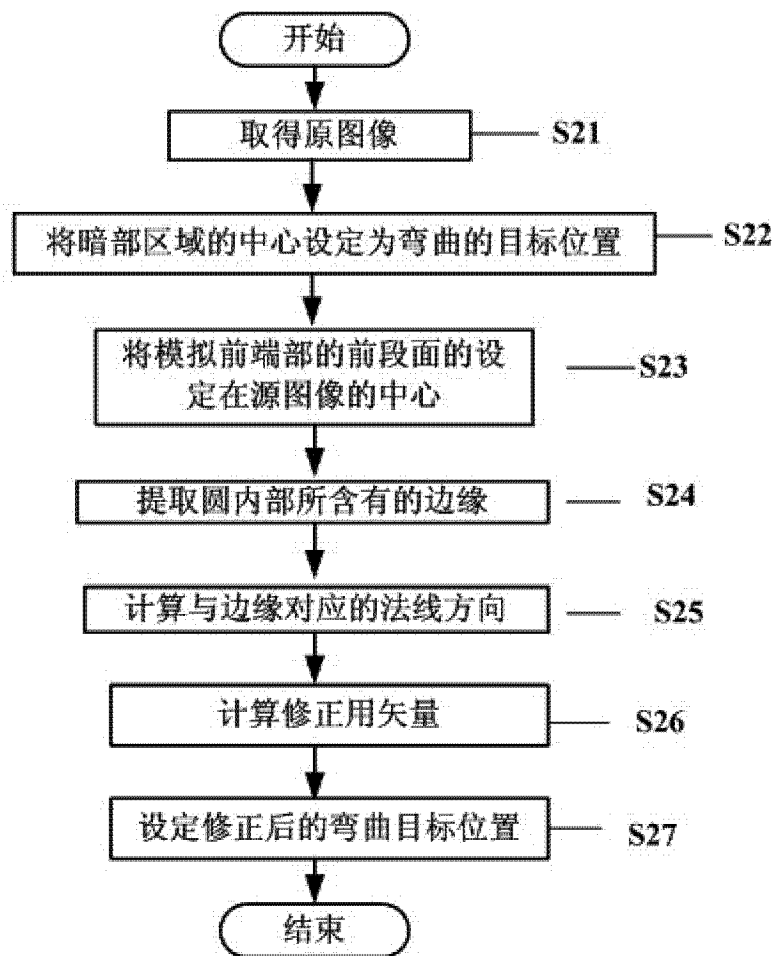 开始
取得原图像
S21
将暗部区域的中心设定为弯曲的目标位置
S22
将模拟前端部的前段面的设
定在源图像的中心
S23
提取圆内部所含有的边缘
S24
计算与边缘对应的法线方向
S25
计算修正用矢量
S26
设定修正后的弯曲目标位置
S27
结束